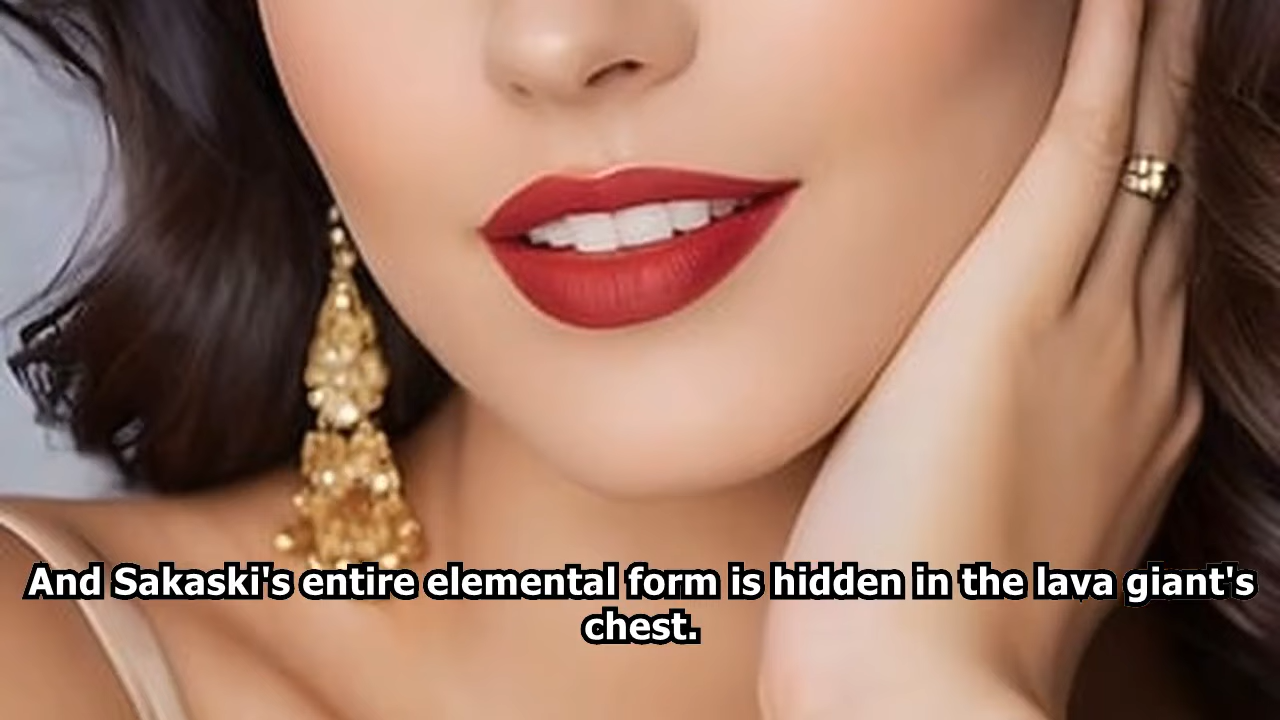 And Sakaski's entire elemental form is hidden in the lava giant's
chest.